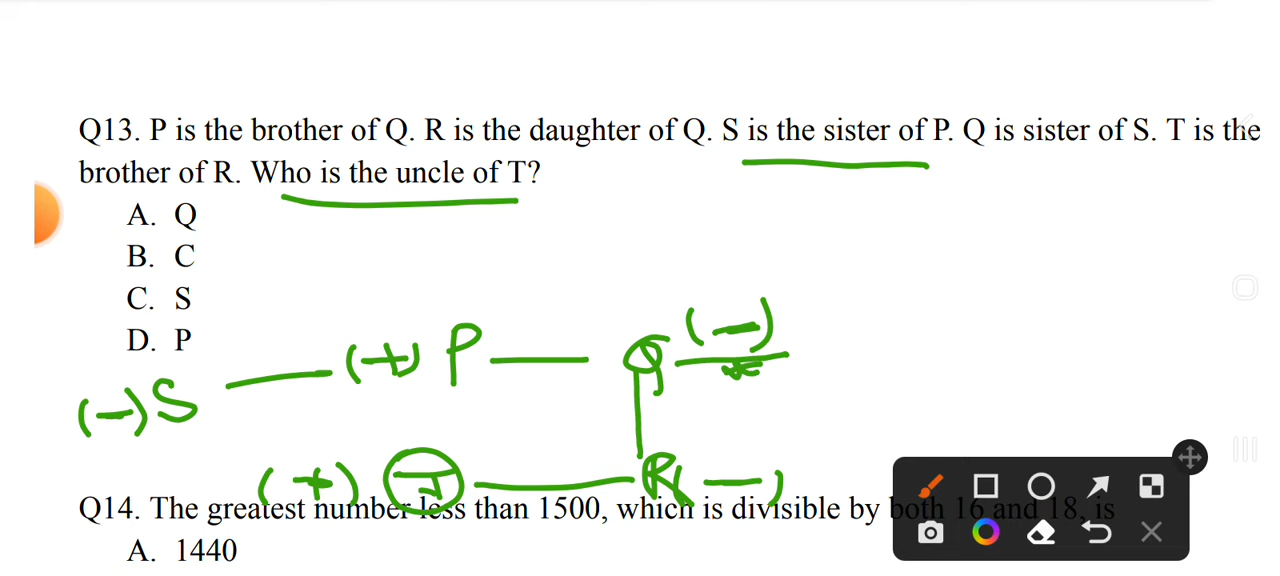 Q13. P is the brother of Q. R is the daughter of Q. S is the sister of P. Q is sister of S. T is the
brother of R. Who is the uncle of T?
A. Q
B. C
C. S
D. P
(-) S (+) P Q (-)
(+) T R (-)
Q14. The greatest number less than 1500, which is divisible by both 16 and 18, is
A. 1440